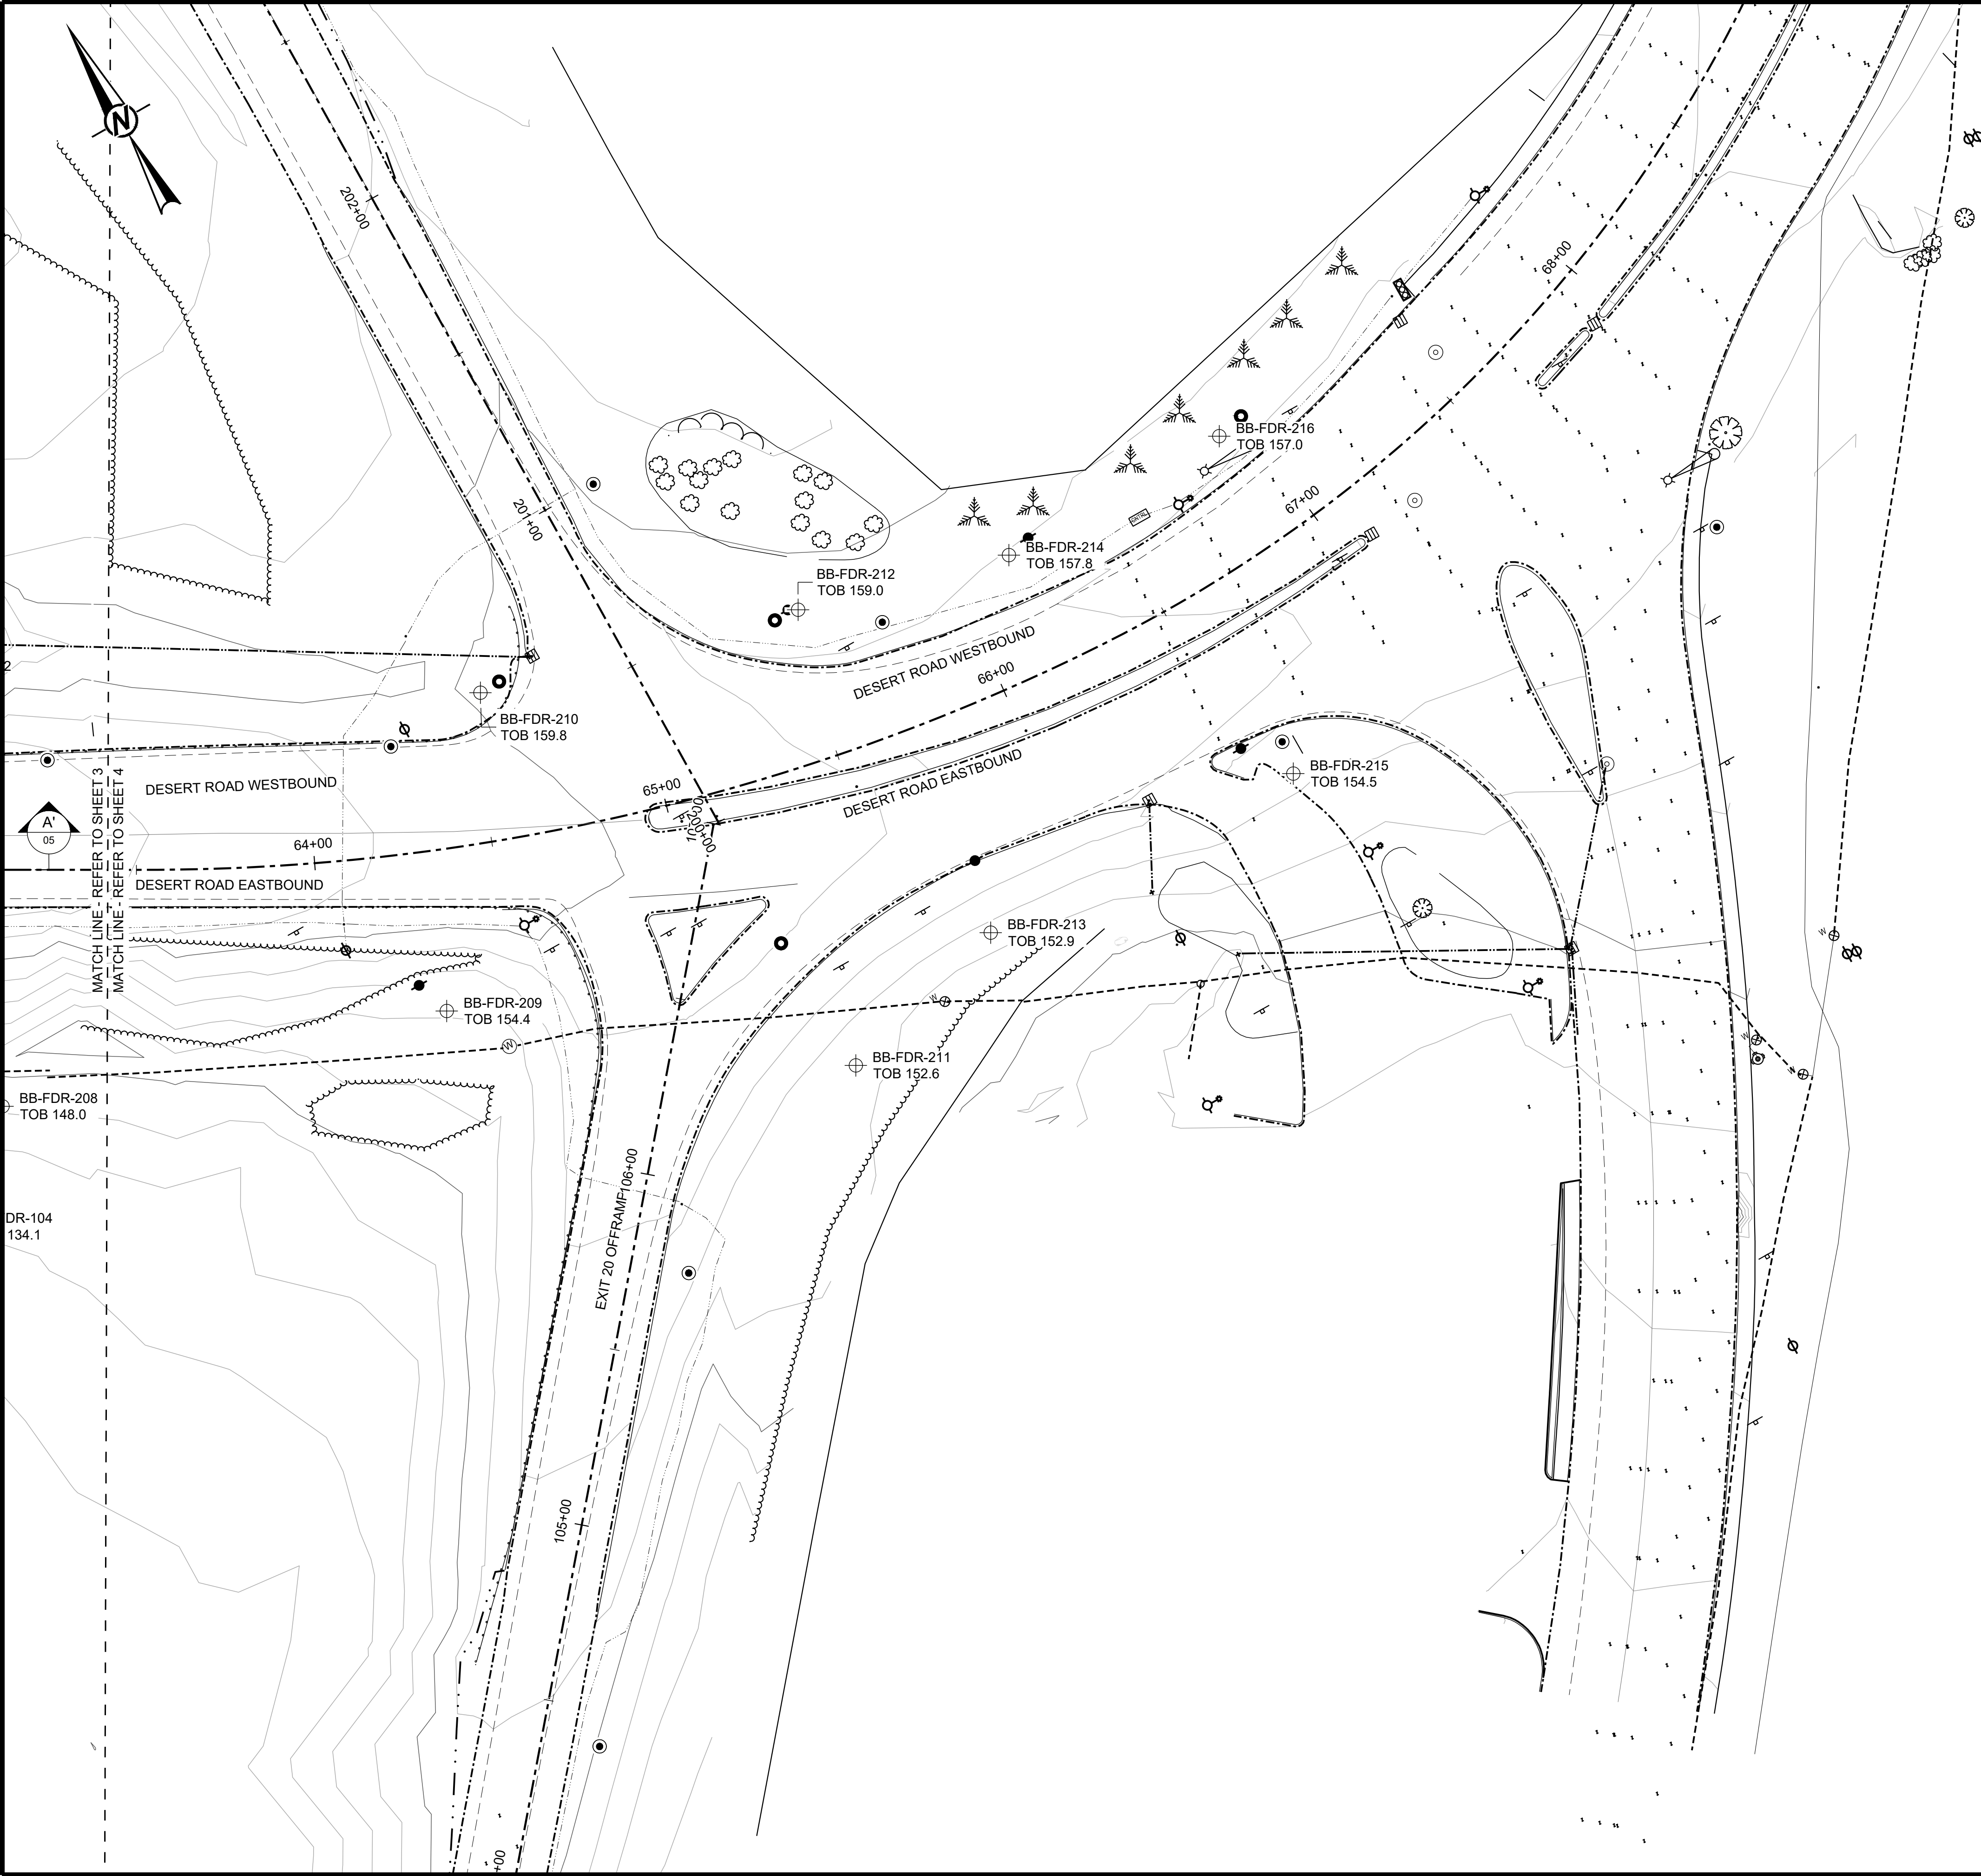 N
202+00
68+00
BB-FDR-216
TOB 157.0
201+00
67+00
BB-FDR-214
TOB 157.8
BB-FDR-212
TOB 159.0
DESERT ROAD WESTBOUND
66+00
2
BB-FDR-210
TOB 159.8
BB-FDR-215
TOB 154.5
DESERT ROAD EASTBOUND
DESERT ROAD WESTBOUND
65+00
200+00
A'
05
64+00
DESERT ROAD EASTBOUND
MATCH LINE - REFER TO SHEET 3
MATCH LINE - REFER TO SHEET 4
BB-FDR-213
TOB 152.9
W
W
BB-FDR-209
TOB 154.4
W
W
W
BB-FDR-211
TOB 152.6
BB-FDR-208
TOB 148.0
106+00
EXIT 20 OFFRAMP
DR-104
134.1
105+00
+00